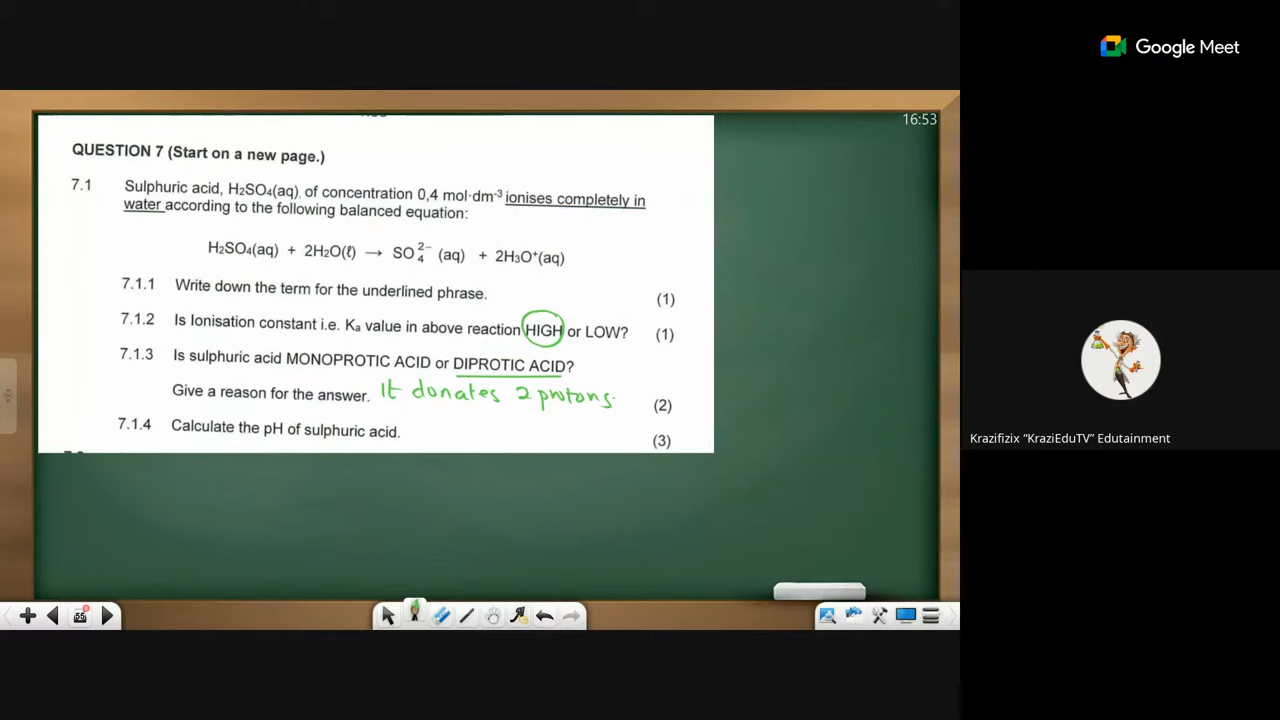 Google Meet
16:53
QUESTION 7 (Start on a new page.)
7.1 Sulphuric acid, H₂SO₄(aq), of concentration 0,4 mol·dm⁻³ ionises completely in
water according to the following balanced equation:
H₂SO₄(aq) + 2H₂O(ℓ) → SO₄²⁻ (aq) + 2H₃O⁺(aq)
7.1.1 Write down the term for the underlined phrase. (1)
7.1.2 Is Ionisation constant i.e. Kₐ value in above reaction HIGH or LOW? (1)
7.1.3 Is sulphuric acid MONOPROTIC ACID or DIPROTIC ACID?
Give a reason for the answer. It donates 2 protons. (2)
7.1.4 Calculate the pH of sulphuric acid. (3)
Krazifizix “KraziEduTV” Edutainment
55